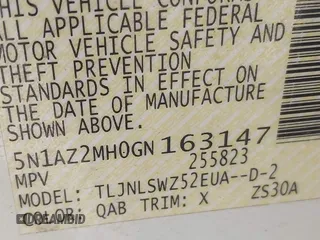 THIS VEHICLE CONFORMS TO
ALL APPLICABLE FEDERAL
MOTOR VEHICLE SAFETY AND
THEFT PREVENTION
STANDARDS IN EFFECT ON
THE DATE OF MANUFACTURE
SHOWN ABOVE.
5N1AZ2MH0GN163147
255823
MPV
MODEL: TLJNLSWZ52EUA--D-2
COLOR: QAB TRIM: X ZS30A